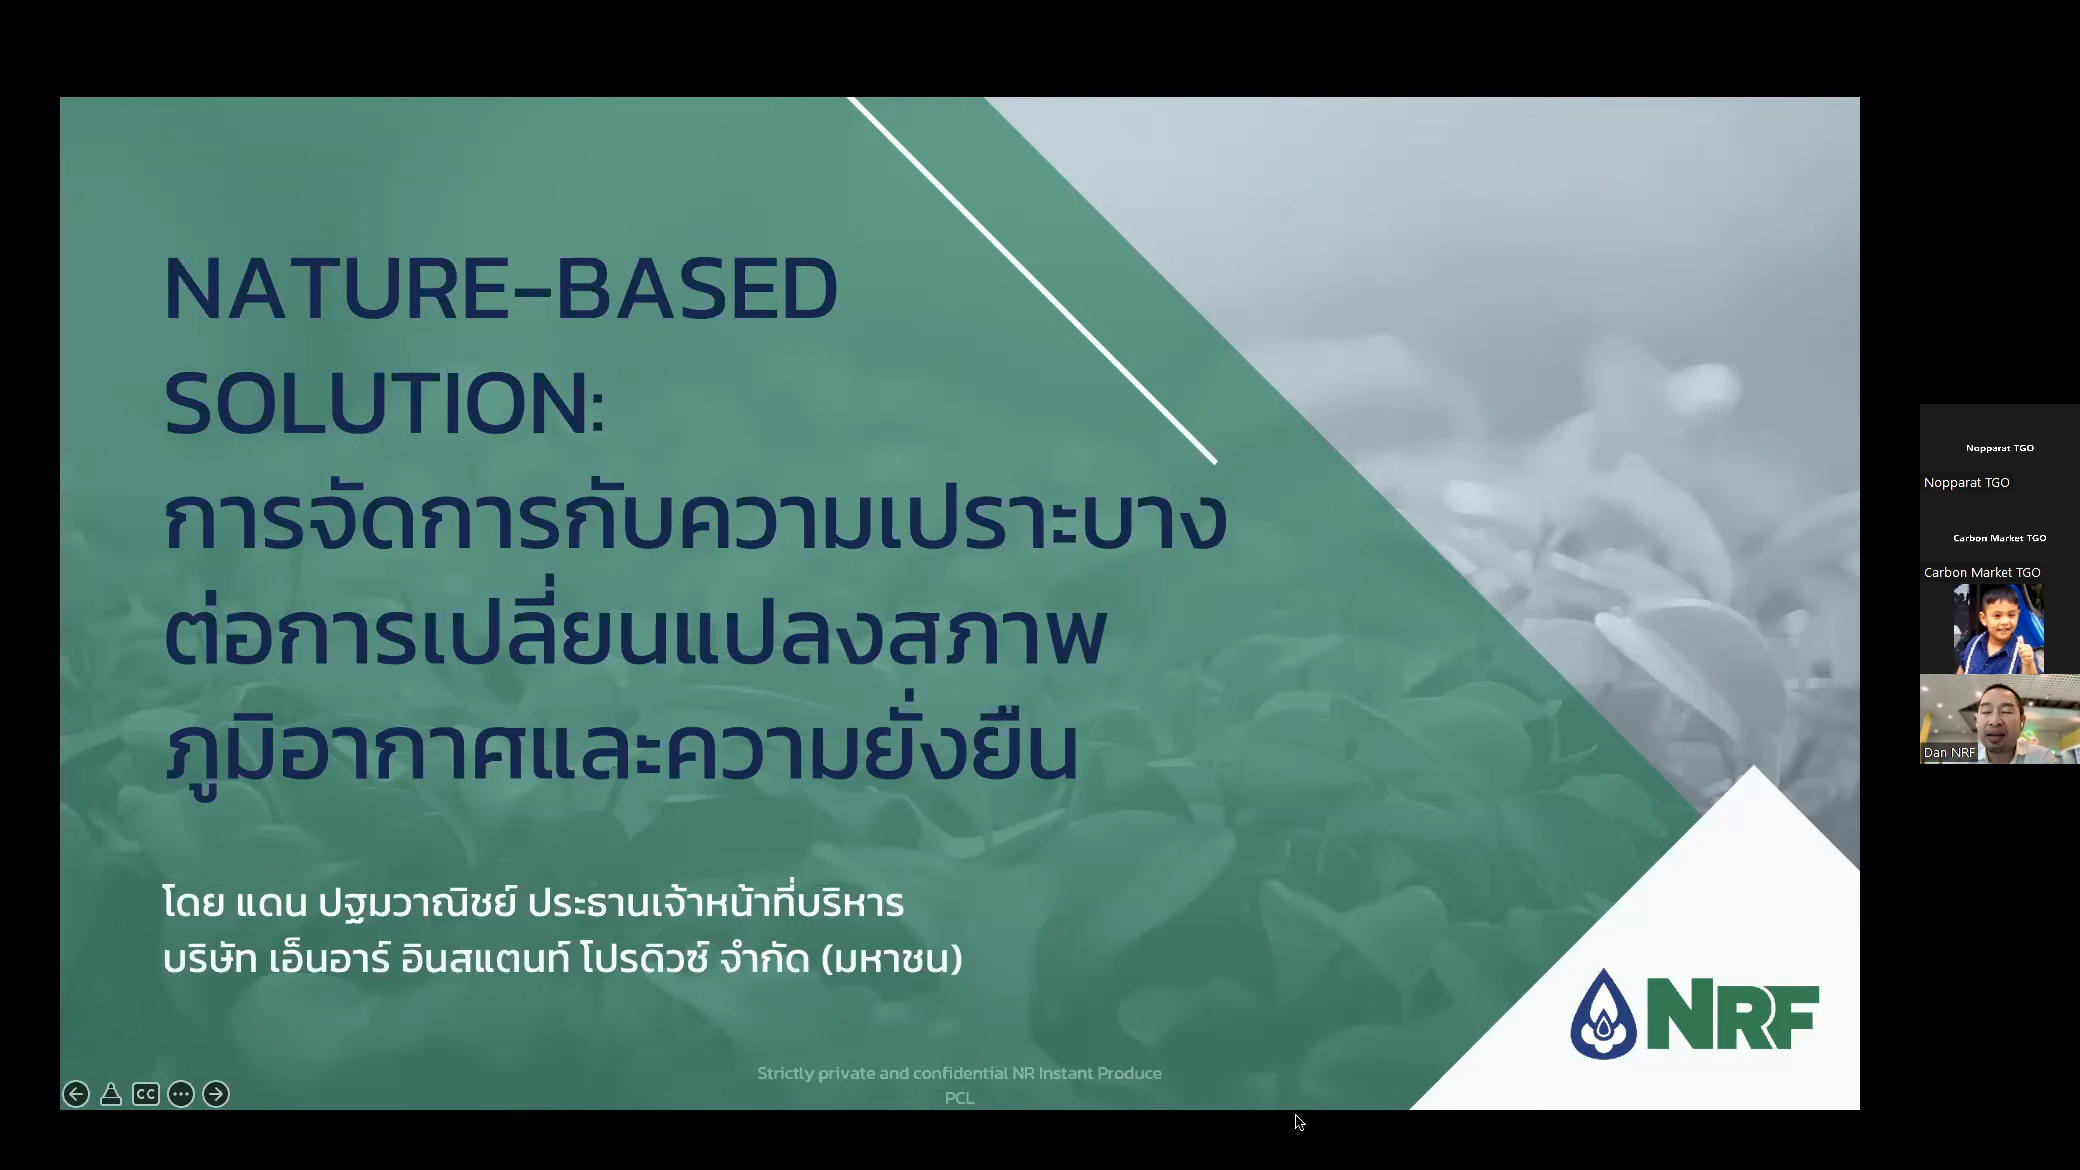 NATURE-BASED
SOLUTION:
การจัดการกับความเปราะบาง
ต่อการเปลี่ยนแปลงสภาพ
ภูมิอากาศและความยั่งยืน
โดย แดน ปฐมวาณิชย์ ประธานเจ้าหน้าที่บริหาร
บริษัท เอ็นอาร์ อินสแตนท์ โปรดิวซ์ จำกัด (มหาชน)
Strictly private and confidential NR Instant Produce
PCL
NRF
CC
Nopparat TGO
Nopparat TGO
Carbon Market TGO
Carbon Market TGO
Dan NRF